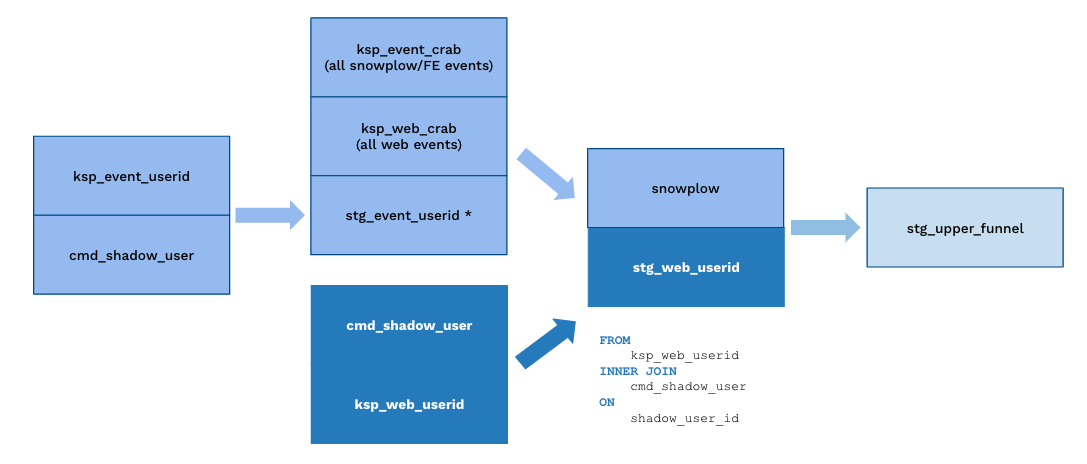 ksp_event_userid
cmd_shadow_user
ksp_event_crab
(all snowplow/FE events)
ksp_web_crab
(all web events)
stg_event_userid *
cmd_shadow_user
ksp_web_userid
snowplow
stg_web_userid
FROM
ksp_web_userid
INNER JOIN
cmd_shadow_user
ON
shadow_user_id
stg_upper_funnel